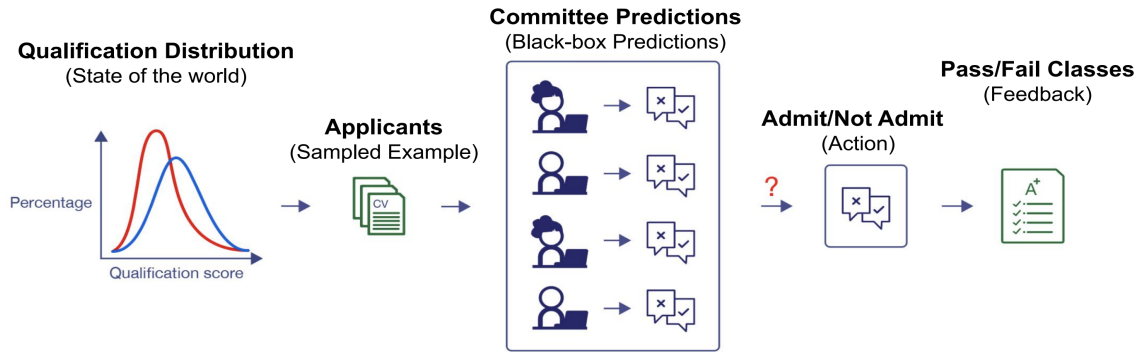 Qualification Distribution
(State of the world)
Percentage
Qualification score
Applicants
(Sampled Example)
CV
Committee Predictions
(Black-box Predictions)
?
Admit/Not Admit
(Action)
Pass/Fail Classes
(Feedback)
A+